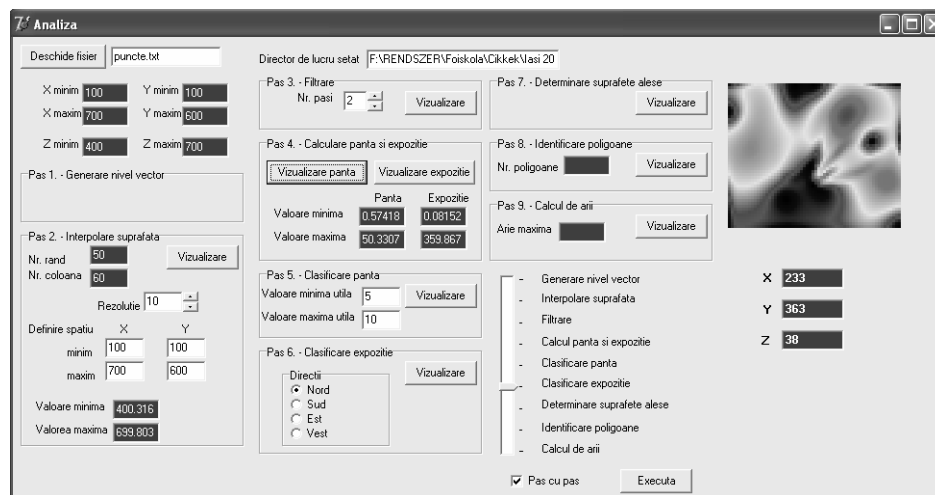 Analiza
Deschide fisier puncte.txt
Director de lucru setat F:\RENDSZER\Foiskola\Cikkek\Iasi 20
X minim 100 Y minim 100
X maxim 700 Y maxim 600
Z minim 400 Z maxim 700
Pas 1. - Generare nivel vector
Pas 2. - Interpolare suprafata
Nr. rand 50
Vizualizare
Nr. coloana 60
Rezolutie 10
Definire spatiu X Y
minim 100 100
maxim 700 600
Valoare minima 400.316
Valorea maxima 699.803
Pas 3. - Filtrare
Nr. pasi 2 Vizualizare
Pas 4. - Calculare panta si expozitie
Vizualizare panta Vizualizare expozitie
Panta Expozitie
Valoare minima 0.57418 0.08152
Valoare maxima 50.3307 359.867
Pas 5. - Clasificare panta
Valoare minima utila 5 Vizualizare
Valoare maxima utila 10
Pas 6. - Clasificare expozitie
Vizualizare
Directii
Nord
Sud
Est
Vest
Pas 7. - Determinare suprafete alese
Vizualizare
Pas 8. - Identificare poligoane
Nr. poligoane Vizualizare
Pas 9. - Calcul de arii
Arie maxima Vizualizare
Generare nivel vector
Interpolare suprafata
Filtrare
Calcul panta si expozitie
Clasificare panta
Clasificare expozitie
Determinare suprafete alese
Identificare poligoane
Calcul de arii
Pas cu pas Executa
X 233
Y 363
Z 38